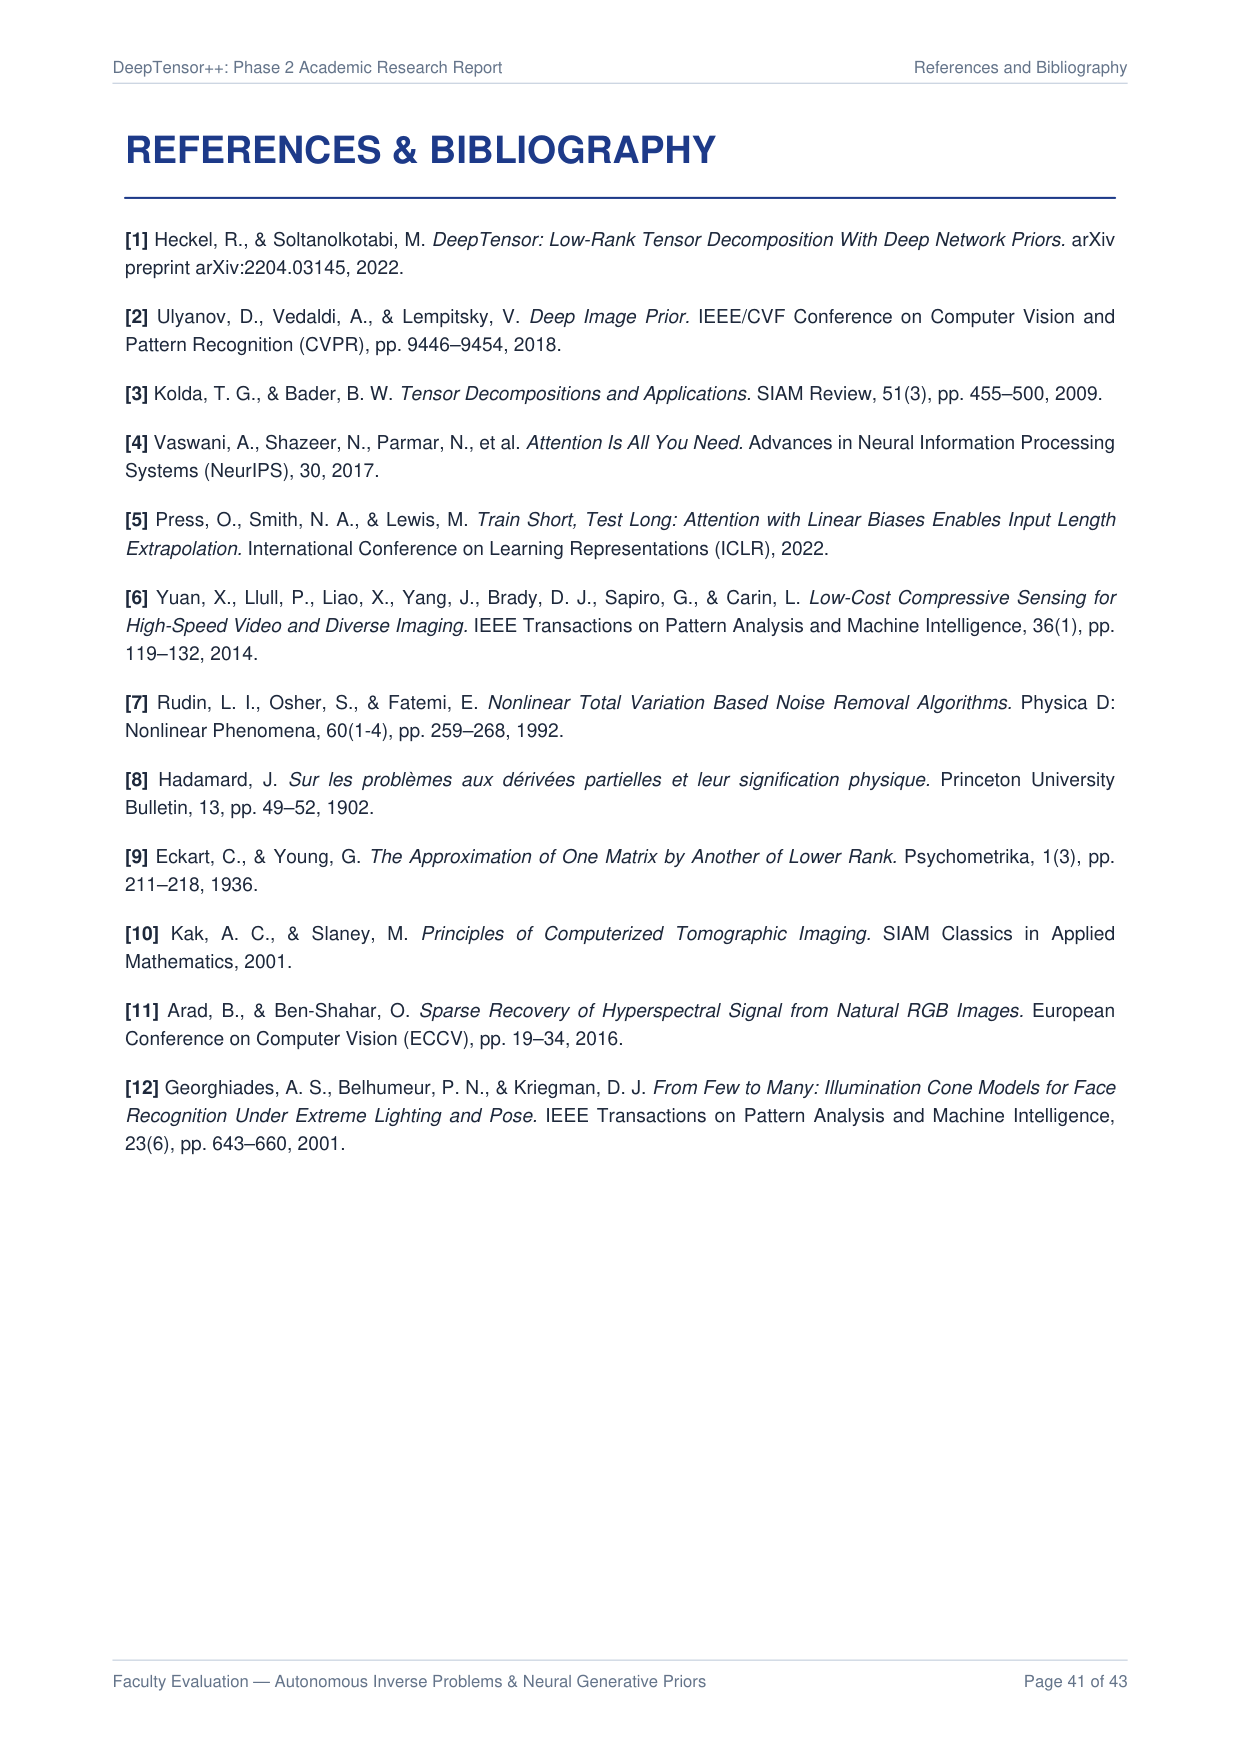 DeepTensor++: Phase 2 Academic Research Report
References and Bibliography
REFERENCES & BIBLIOGRAPHY
[1] Heckel, R., & Soltanolkotabi, M. DeepTensor: Low-Rank Tensor Decomposition With Deep Network Priors. arXiv
preprint arXiv:2204.03145, 2022.
[2] Ulyanov, D., Vedaldi, A., & Lempitsky, V. Deep Image Prior. IEEE/CVF Conference on Computer Vision and
Pattern Recognition (CVPR), pp. 9446–9454, 2018.
[3] Kolda, T. G., & Bader, B. W. Tensor Decompositions and Applications. SIAM Review, 51(3), pp. 455–500, 2009.
[4] Vaswani, A., Shazeer, N., Parmar, N., et al. Attention Is All You Need. Advances in Neural Information Processing
Systems (NeurIPS), 30, 2017.
[5] Press, O., Smith, N. A., & Lewis, M. Train Short, Test Long: Attention with Linear Biases Enables Input Length
Extrapolation. International Conference on Learning Representations (ICLR), 2022.
[6] Yuan, X., Llull, P., Liao, X., Yang, J., Brady, D. J., Sapiro, G., & Carin, L. Low-Cost Compressive Sensing for
High-Speed Video and Diverse Imaging. IEEE Transactions on Pattern Analysis and Machine Intelligence, 36(1), pp.
119–132, 2014.
[7] Rudin, L. I., Osher, S., & Fatemi, E. Nonlinear Total Variation Based Noise Removal Algorithms. Physica D:
Nonlinear Phenomena, 60(1-4), pp. 259–268, 1992.
[8] Hadamard, J. Sur les problèmes aux dérivées partielles et leur signification physique. Princeton University
Bulletin, 13, pp. 49–52, 1902.
[9] Eckart, C., & Young, G. The Approximation of One Matrix by Another of Lower Rank. Psychometrika, 1(3), pp.
211–218, 1936.
[10] Kak, A. C., & Slaney, M. Principles of Computerized Tomographic Imaging. SIAM Classics in Applied
Mathematics, 2001.
[11] Arad, B., & Ben-Shahar, O. Sparse Recovery of Hyperspectral Signal from Natural RGB Images. European
Conference on Computer Vision (ECCV), pp. 19–34, 2016.
[12] Georghiades, A. S., Belhumeur, P. N., & Kriegman, D. J. From Few to Many: Illumination Cone Models for Face
Recognition Under Extreme Lighting and Pose. IEEE Transactions on Pattern Analysis and Machine Intelligence,
23(6), pp. 643–660, 2001.
Faculty Evaluation — Autonomous Inverse Problems & Neural Generative Priors
Page 41 of 43